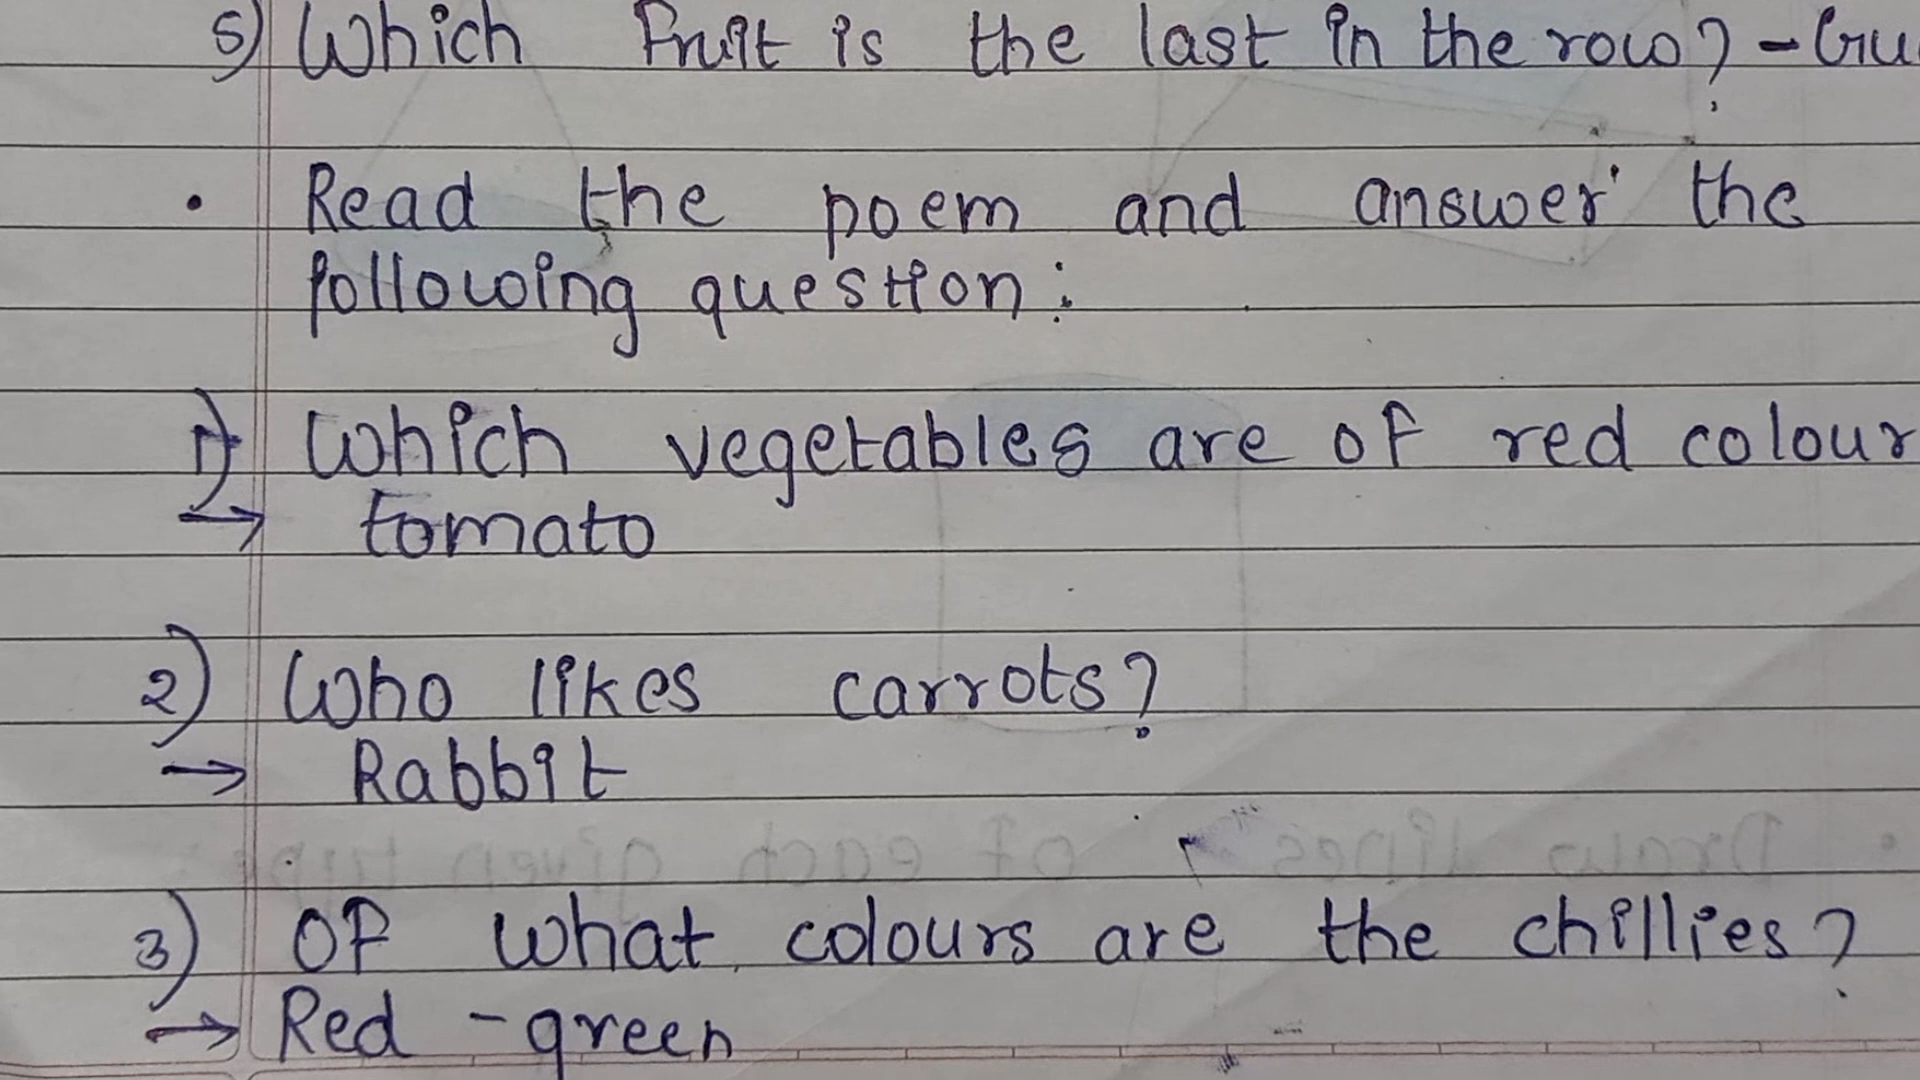 5) Which Fruit is the last in the row? -
• Read the poem and answer the
following question:
1) Which vegetables are of red colour
→ tomato
2) Who likes carrots?
→ Rabbit
3) OF what colours are the chillies?
→ Red - green